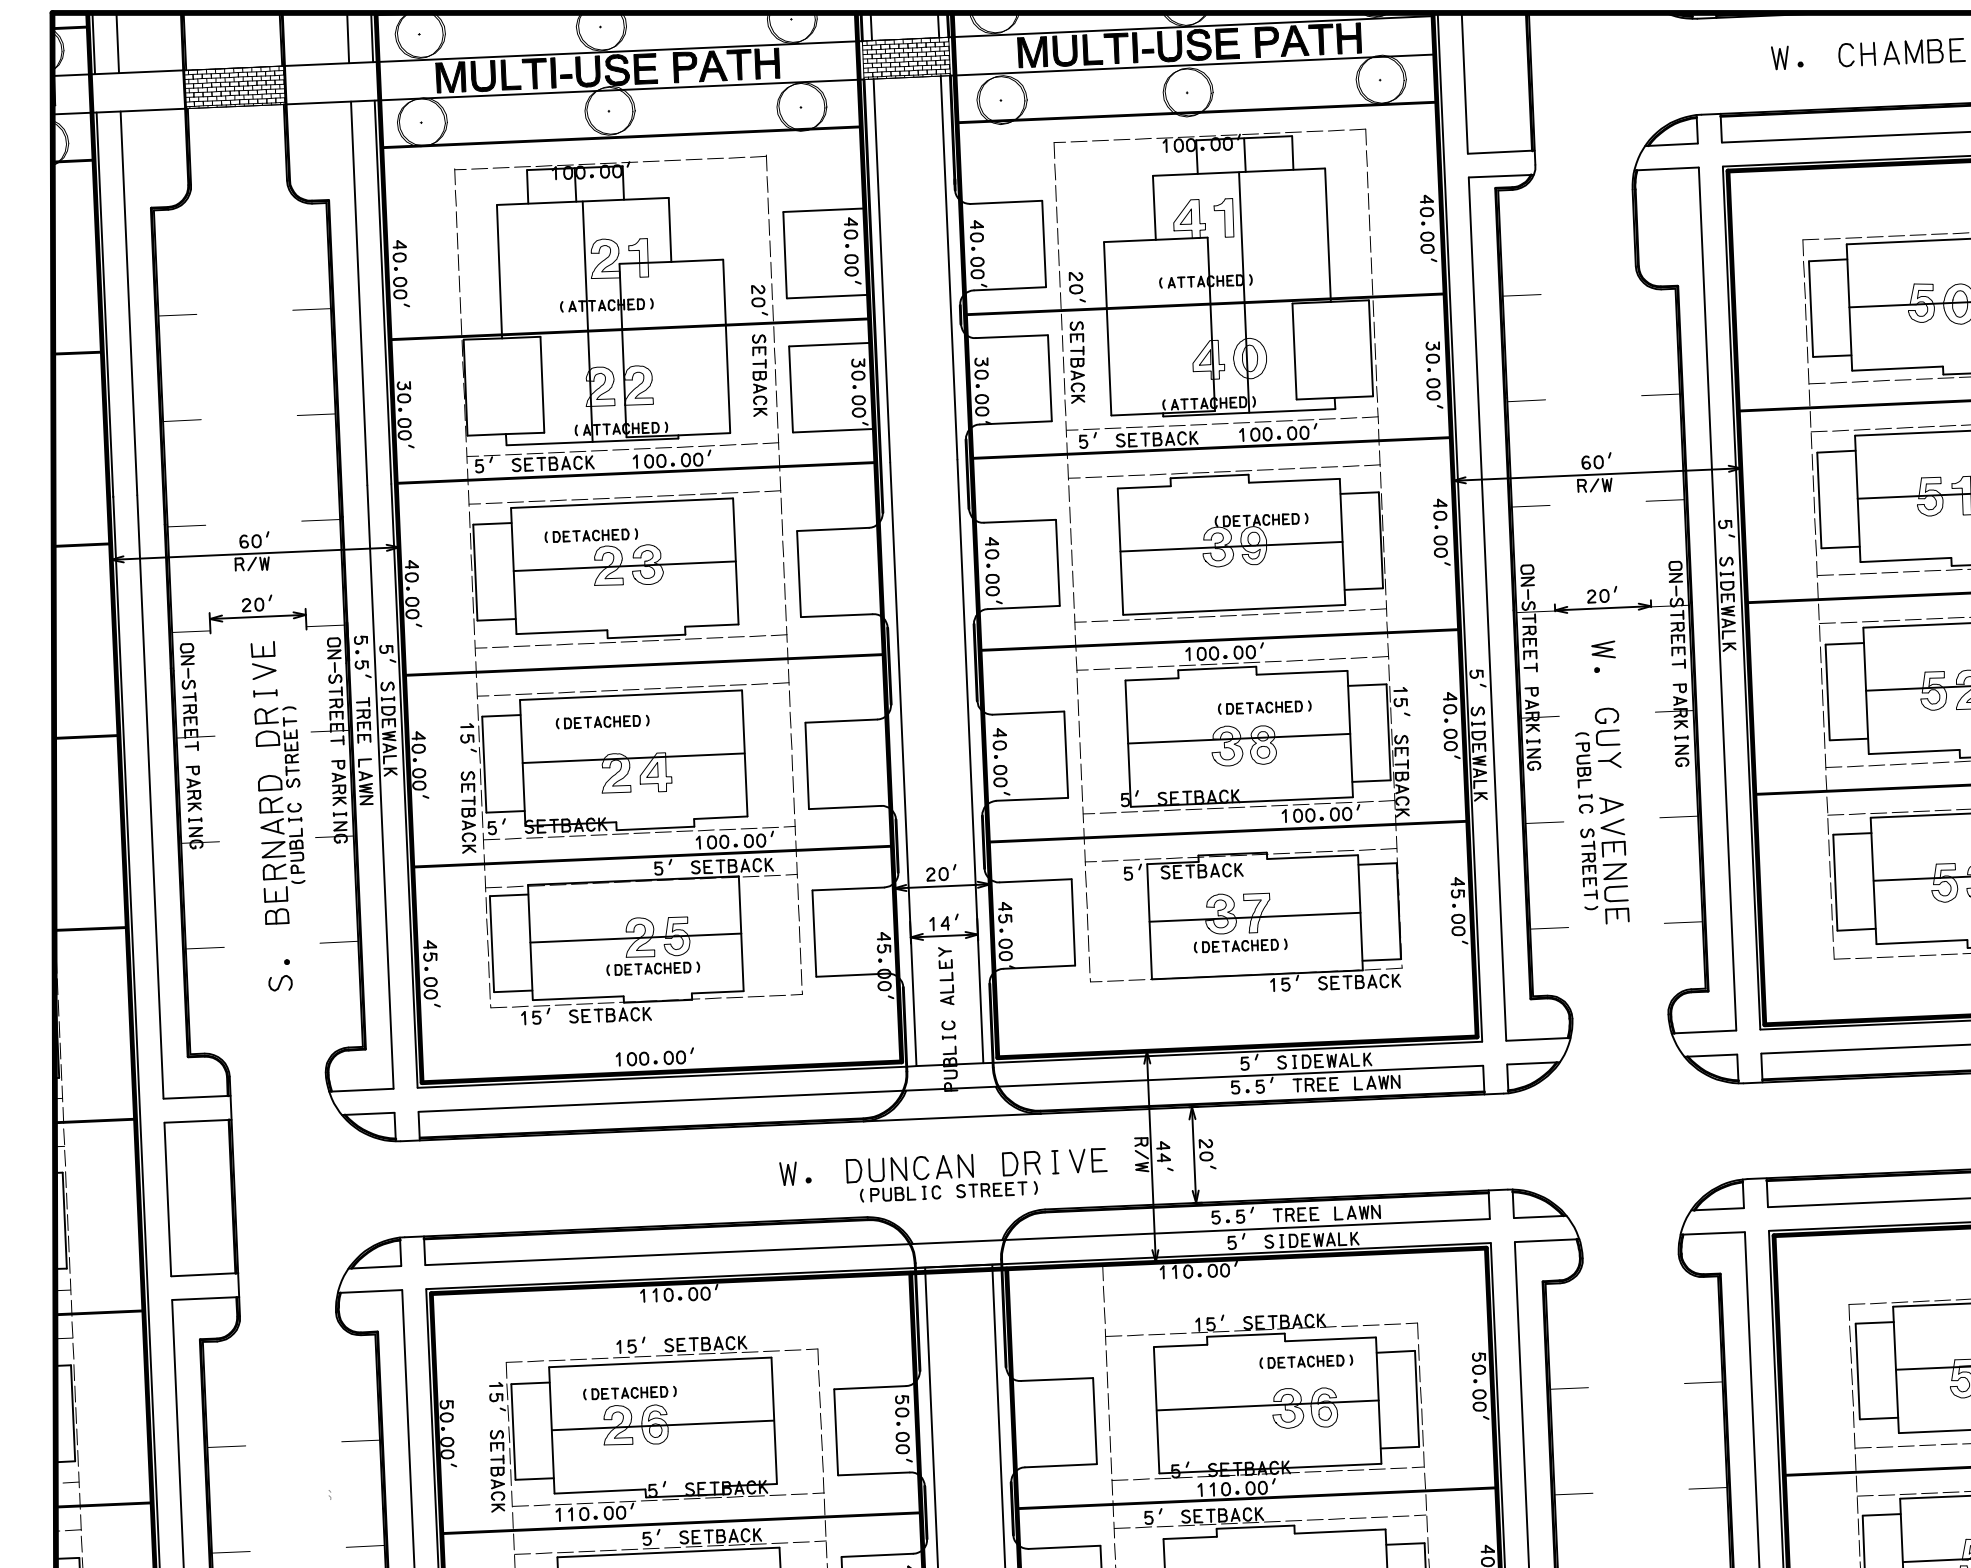 MULTI-USE PATH
MULTI-USE PATH
W. CHAMBE
100.00'
100.00'
21
(ATTACHED)
40.00'
40.00'
20' SETBACK
41
(ATTACHED)
40.00'
40.00'
20' SETBACK
22
(ATTACHED)
30.00'
30.00'
5' SETBACK 100.00'
40
(ATTACHED)
30.00'
30.00'
5' SETBACK 100.00'
50
60'
R/W
60'
R/W
51
(DETACHED)
23
40.00'
(DETACHED)
39
40.00'
40.00'
20'
20'
S. BERNARD DRIVE
(PUBLIC STREET)
ON-STREET PARKING
ON-STREET PARKING
5.5' TREE LAWN
5' SIDEWALK
W. GUY AVENUE
(PUBLIC STREET)
ON-STREET PARKING
ON-STREET PARKING
5' SIDEWALK
5' SIDEWALK
100.00'
(DETACHED)
24
40.00'
15' SETBACK
5' SETBACK
100.00'
(DETACHED)
38
40.00'
40.00'
15' SETBACK
5' SETBACK
100.00'
52
5' SETBACK
25
(DETACHED)
45.00'
45.00'
15' SETBACK
100.00'
20'
14'
PUBLIC ALLEY
5' SETBACK
37
(DETACHED)
45.00'
45.00'
15' SETBACK
5' SIDEWALK
5.5' TREE LAWN
W. DUNCAN DRIVE
(PUBLIC STREET)
44'
R/W
20'
5.5' TREE LAWN
5' SIDEWALK
110.00'
110.00'
15' SETBACK
(DETACHED)
26
50.00'
50.00'
15' SETBACK
5' SETBACK
110.00'
5' SETBACK
15' SETBACK
(DETACHED)
36
50.00'
5' SETBACK
110.00'
5' SETBACK
40